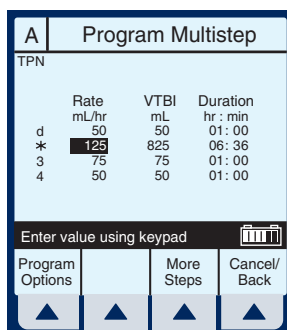 A Program Multistep
TPN
Rate VTBI Duration
mL/hr mL hr : min
d 50 50 01: 00
* 125 825 06: 36
3 75 75 01: 00
4 50 50 01: 00
Enter value using keypad
Program Options
More Steps
Cancel/ Back